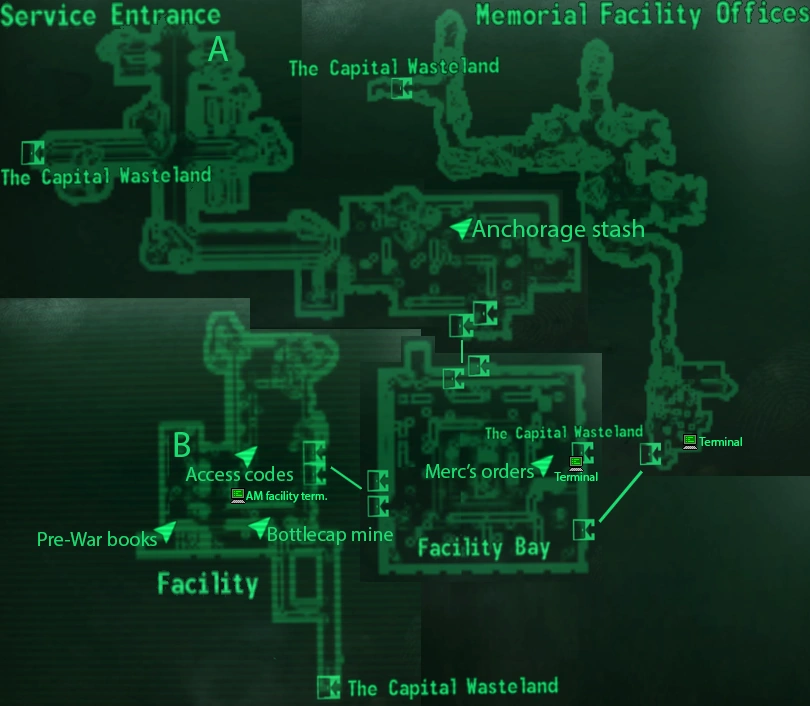 Service Entrance
Memorial Facility Offices
A
The Capital Wasteland
The Capital Wasteland
Anchorage stash
The Capital Wasteland
B
Terminal
Access codes
Merc's orders
Terminal
AM facility term.
Pre-War books
Bottlecap mine
Facility Bay
Facility
The Capital Wasteland